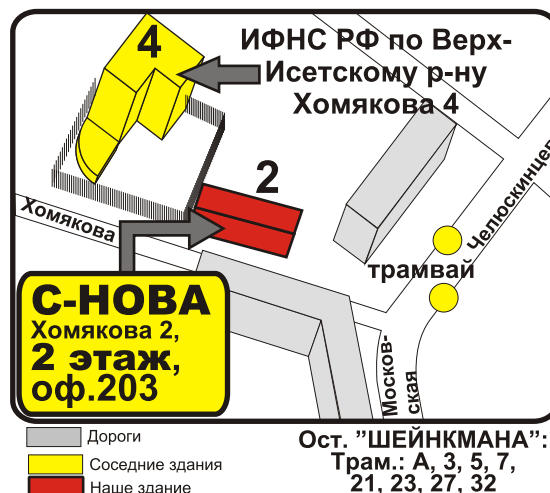 4
ИФНС РФ по Верх-
Исетскому р-ну
Хомякова 4
2
Хомякова
Челюскинцев
трамвай
С-НОВА
Хомякова 2,
2 этаж,
оф.203
Москов-
ская
Дороги
Соседние здания
Наше здание
Ост. ”ШЕЙНКМАНА”:
Трам.: А, 3, 5, 7,
21, 23, 27, 32